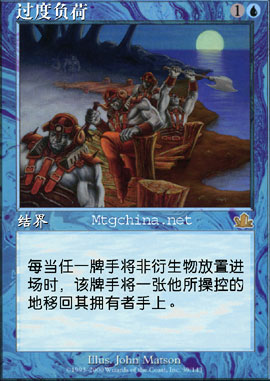 过度负荷 1
Mtgchina.net
结界
每当任一牌手将非衍生物放置进
场时，该牌手将一张他所操控的
地移回其拥有者手上。
Illus. John Matson